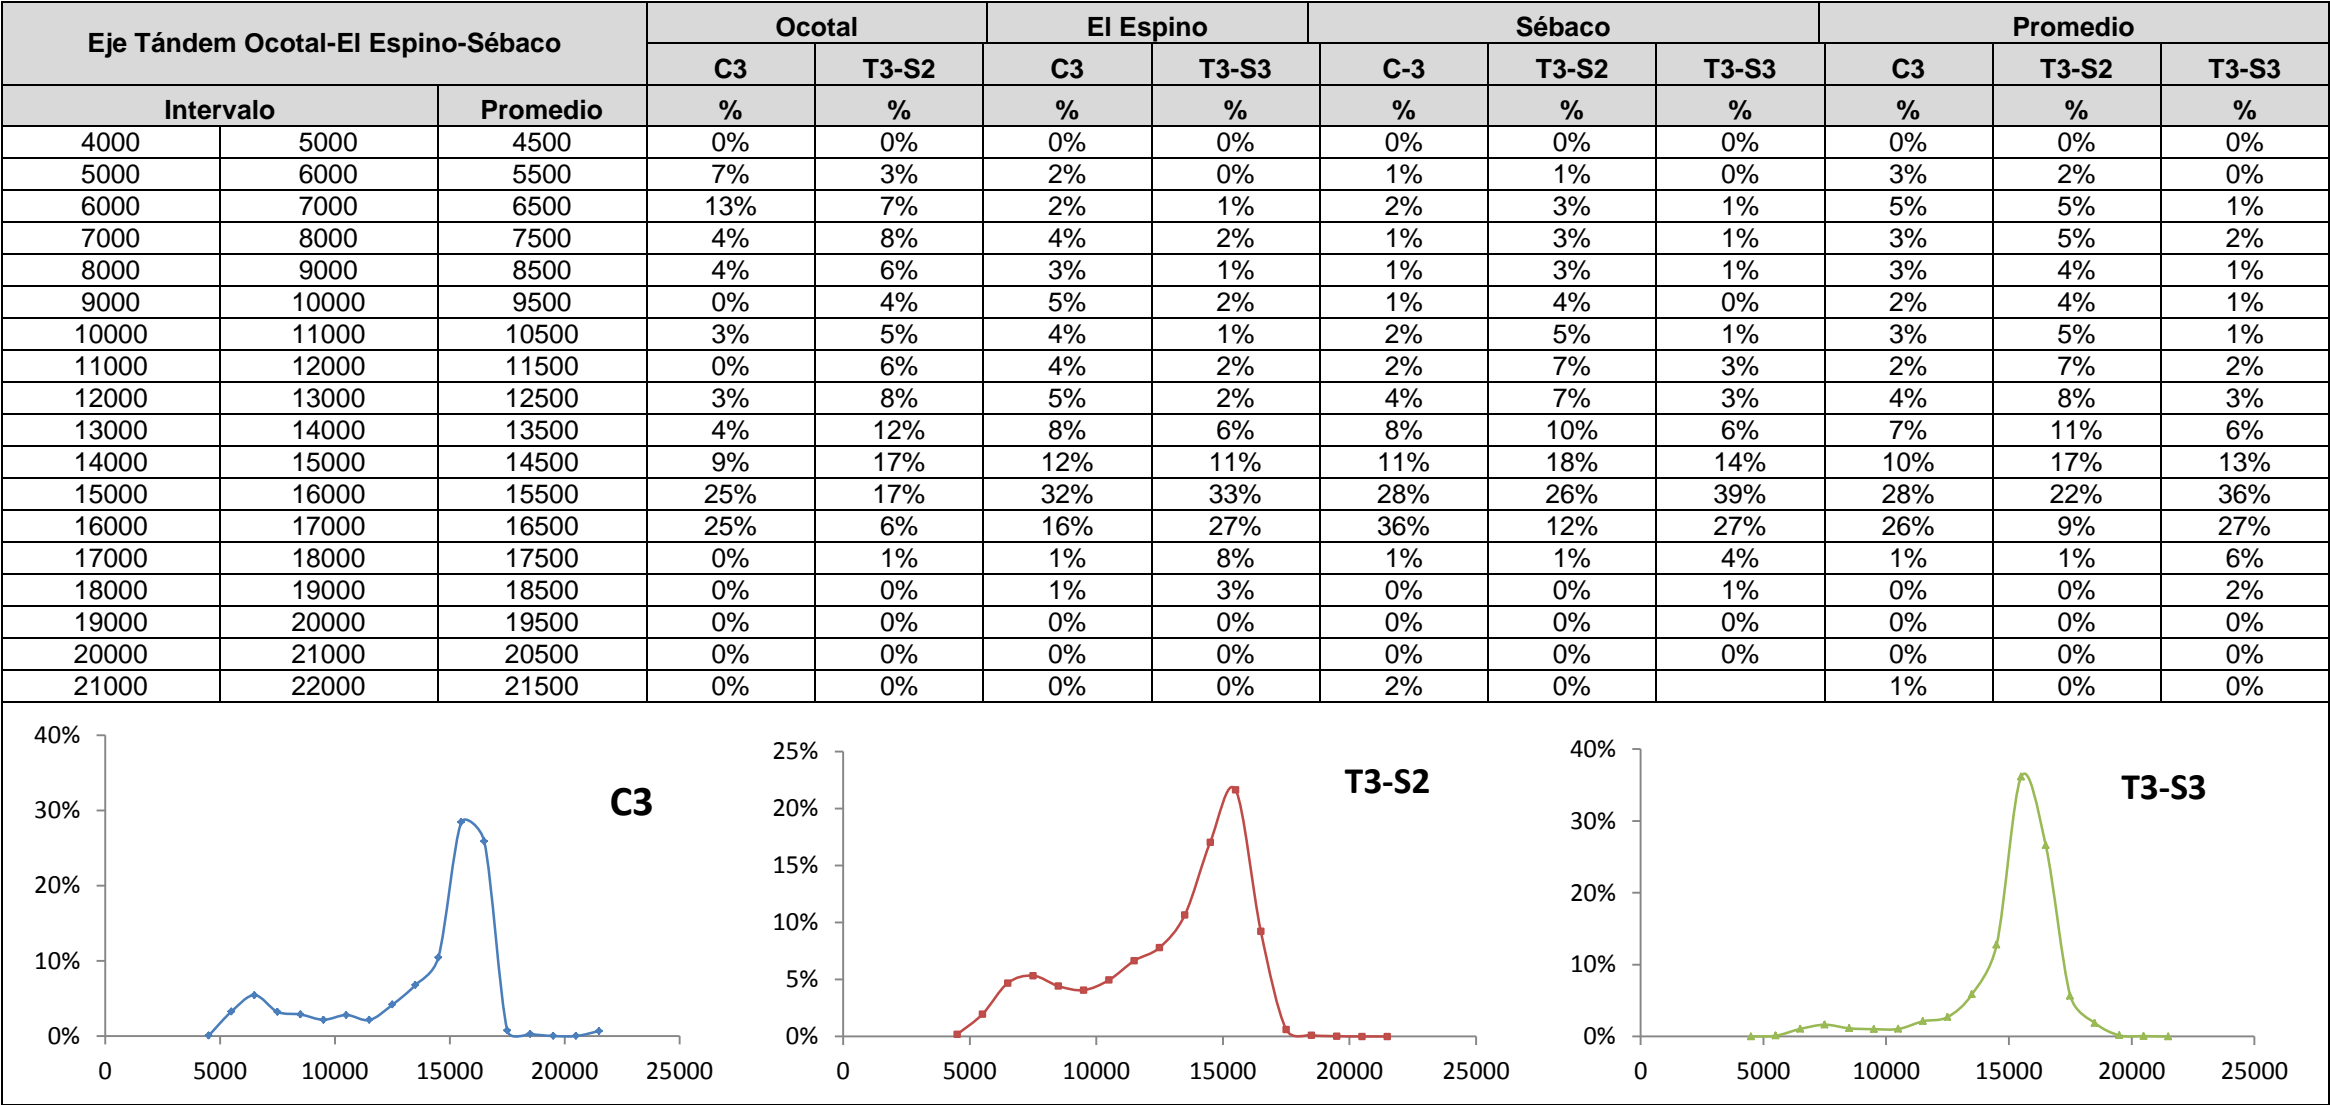 Eje Tándem Ocotal-El Espino-Sébaco Ocotal El Espino Sébaco Promedio
C3 T3-S2 C3 T3-S3 C-3 T3-S2 T3-S3 C3 T3-S2 T3-S3
Intervalo Promedio % % % % % % % % % %
4000 5000 4500 0% 0% 0% 0% 0% 0% 0% 0% 0% 0%
5000 6000 5500 7% 3% 2% 0% 1% 1% 0% 3% 2% 0%
6000 7000 6500 13% 7% 2% 1% 2% 3% 1% 5% 5% 1%
7000 8000 7500 4% 8% 4% 2% 1% 3% 1% 3% 5% 2%
8000 9000 8500 4% 6% 3% 1% 1% 3% 1% 3% 4% 1%
9000 10000 9500 0% 4% 5% 2% 1% 4% 0% 2% 4% 1%
10000 11000 10500 3% 5% 4% 1% 2% 5% 1% 3% 5% 1%
11000 12000 11500 0% 6% 4% 2% 2% 7% 3% 2% 7% 2%
12000 13000 12500 3% 8% 5% 2% 4% 7% 3% 4% 8% 3%
13000 14000 13500 4% 12% 8% 6% 8% 10% 6% 7% 11% 6%
14000 15000 14500 9% 17% 12% 11% 11% 18% 14% 10% 17% 13%
15000 16000 15500 25% 17% 32% 33% 28% 26% 39% 28% 22% 36%
16000 17000 16500 25% 6% 16% 27% 36% 12% 27% 26% 9% 27%
17000 18000 17500 0% 1% 1% 8% 1% 1% 4% 1% 1% 6%
18000 19000 18500 0% 0% 1% 3% 0% 0% 1% 0% 0% 2%
19000 20000 19500 0% 0% 0% 0% 0% 0% 0% 0% 0% 0%
20000 21000 20500 0% 0% 0% 0% 0% 0% 0% 0% 0% 0%
21000 22000 21500 0% 0% 0% 0% 2% 0% 1% 0% 0%
C3
40%
30%
20%
10%
0%
0 5000 10000 15000 20000 25000
T3-S2
25%
20%
15%
10%
5%
0%
0 5000 10000 15000 20000 25000
T3-S3
40%
30%
20%
10%
0%
0 5000 10000 15000 20000 25000